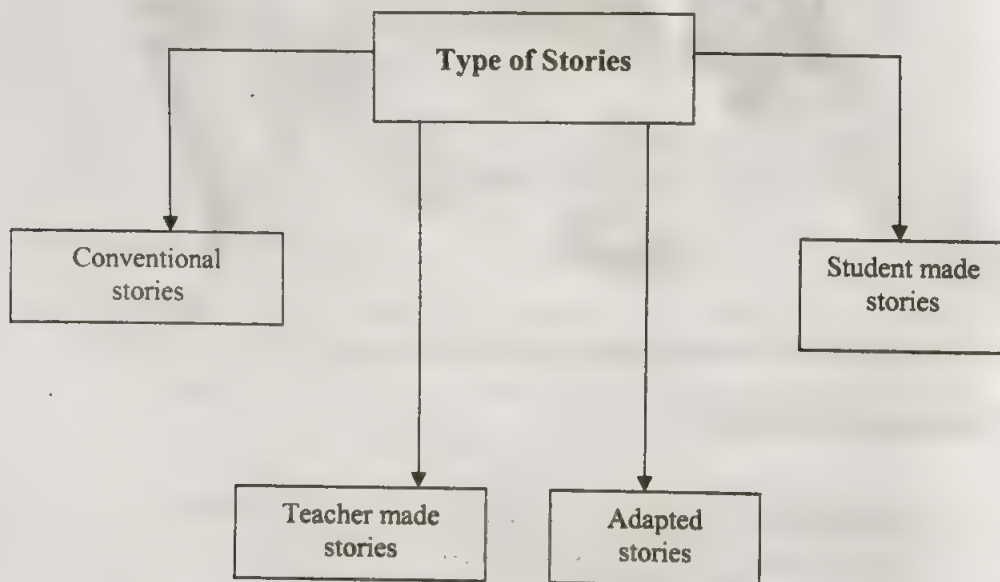 Type of Stories
Conventional
stories
Student made
stories
Teacher made
stories
Adapted
stories